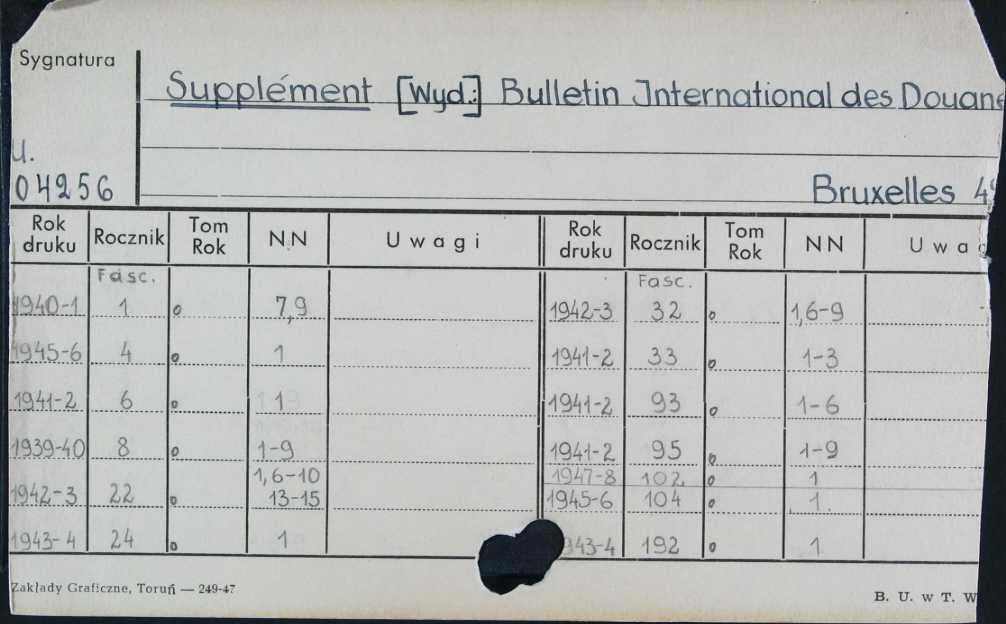 Sygnatura
Supplément [Wyd:] Bulletin International des Douane
U.
04256
Bruxelles 4
Rok druku Rocznik Tom Rok N.N Uwagi Rok druku Rocznik Tom Rok NN Uwag
Fasc. Fasc.
1940-1 1 o 7,9 1942-3 32 o 1,6-9
1945-6 4 o 1 1941-2 33 o 1-3
1941-2 6 o 1 1941-2 93 o 1-6
1939-40 8 o 1-9 1941-2 95 o 1-9
1,6-10 1947-8 102 o 1
1942-3 22 o 13-15 1945-6 104 o 1.
1943-4 24 o 1 943-4 192 o 1
Zakłady Graficzne, Toruń — 249-47
B. U. w T. W